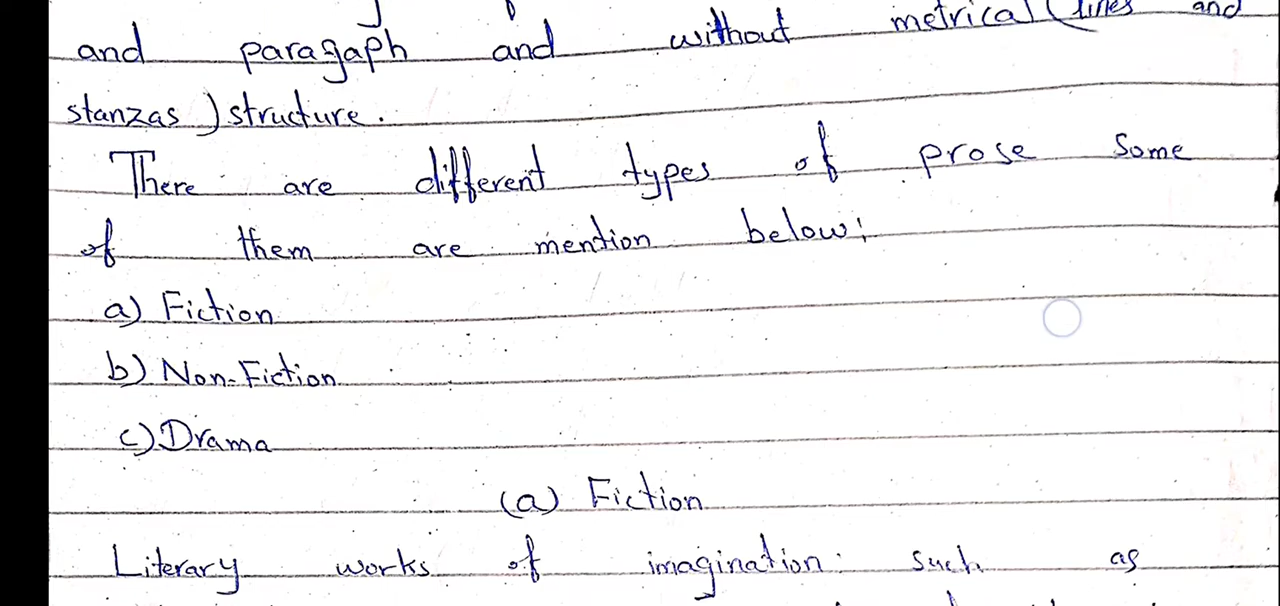 and paragaph and without metrical (lines and
stanzas ) structure.
There are different types of prose Some
of them are mention below:
a) Fiction
b) Non-Fiction
c) Drama
(a) Fiction
Literary works of imagination such as